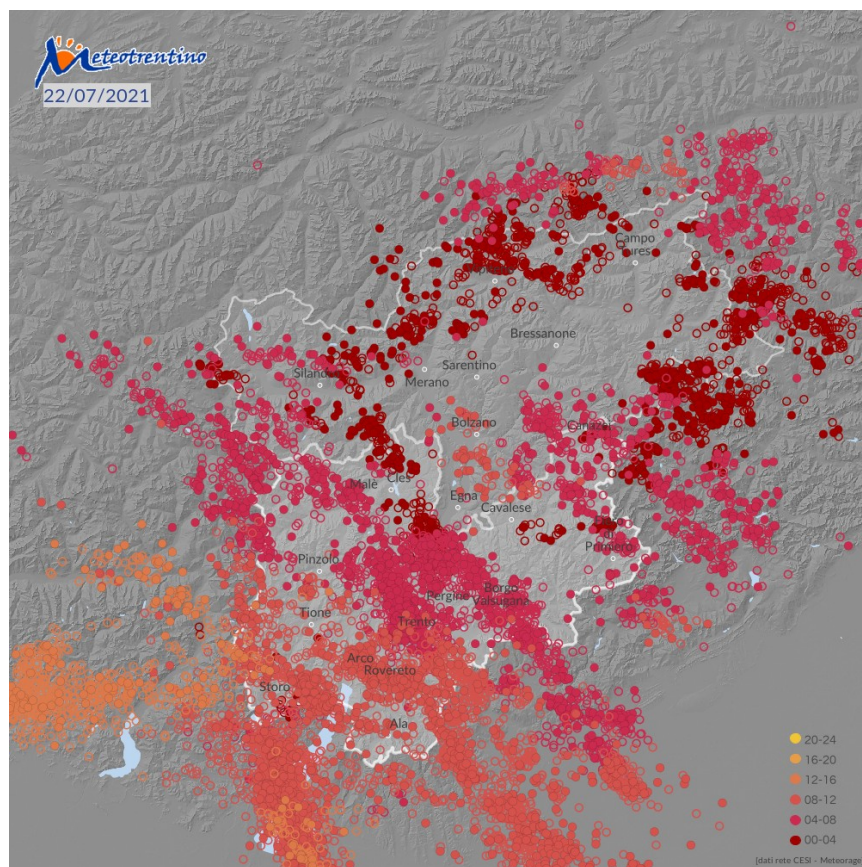 Meteotrentino
22/07/2021
Campo
Tures
Bressanone
Sarentino
Silandro
Merano
Bolzano
Canazei
Cles
Malè
Egna
Cavalese
Primiero
Pinzolo
Borgo
Valsugana
Pergine
Tione
Trento
Arco
Rovereto
Storo
Ala
20-24
16-20
12-16
08-12
04-08
00-04
[dati rete CESI - Meteorage